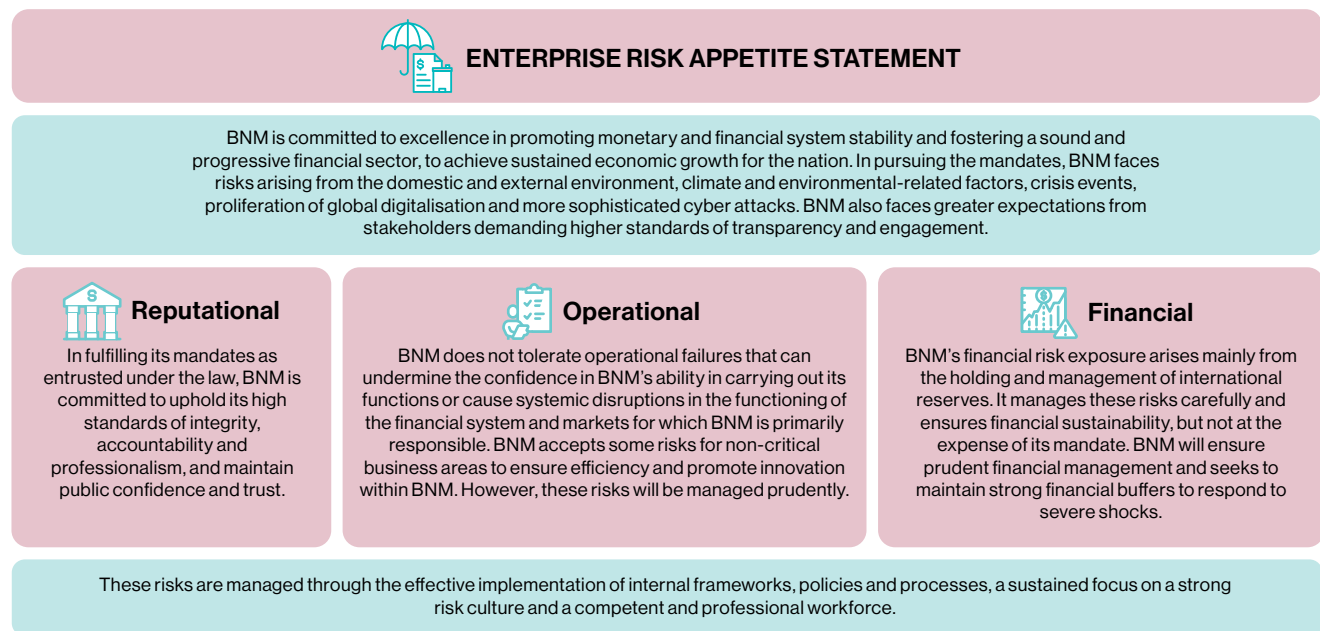 ENTERPRISE RISK APPETITE STATEMENT
BNM is committed to excellence in promoting monetary and financial system stability and fostering a sound and
progressive financial sector, to achieve sustained economic growth for the nation. In pursuing the mandates, BNM faces
risks arising from the domestic and external environment, climate and environmental-related factors, crisis events,
proliferation of global digitalisation and more sophisticated cyber attacks. BNM also faces greater expectations from
stakeholders demanding higher standards of transparency and engagement.
Reputational
In fulfilling its mandates as
entrusted under the law, BNM is
committed to uphold its high
standards of integrity,
accountability and
professionalism, and maintain
public confidence and trust.
Operational
BNM does not tolerate operational failures that can
undermine the confidence in BNM's ability in carrying out its
functions or cause systemic disruptions in the functioning of
the financial system and markets for which BNM is primarily
responsible. BNM accepts some risks for non-critical
business areas to ensure efficiency and promote innovation
within BNM. However, these risks will be managed prudently.
Financial
BNM's financial risk exposure arises mainly from
the holding and management of international
reserves. It manages these risks carefully and
ensures financial sustainability, but not at the
expense of its mandate. BNM will ensure
prudent financial management and seeks to
maintain strong financial buffers to respond to
severe shocks.
These risks are managed through the effective implementation of internal frameworks, policies and processes, a sustained focus on a strong
risk culture and a competent and professional workforce.